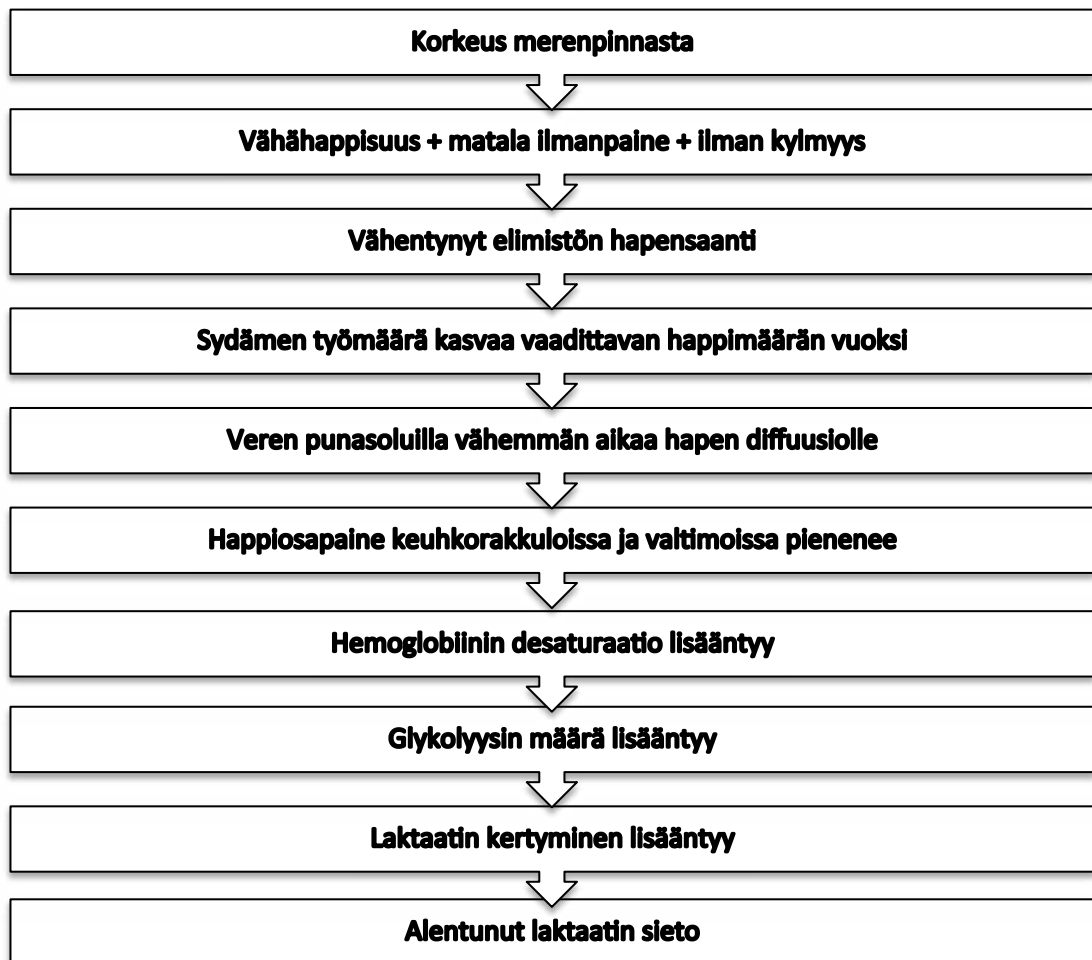 Korkeus merenpinnasta
Vähähappisuus + matala ilmanpaine + ilman kylmyys
Vähentynyt elimistön hapensaanti
Sydämen työmäärä kasvaa vaadittavan happimäärän vuoksi
Veren punasoluilla vähemmän aikaa hapen diffuusiolle
Happiosapaine keuhkorakkuloissa ja valtimoissa pienenee
Hemoglobiinin desaturaatio lisääntyy
Glykolyysin määrä lisääntyy
Laktaatin kertyminen lisääntyy
Alentunut laktaatin sieto